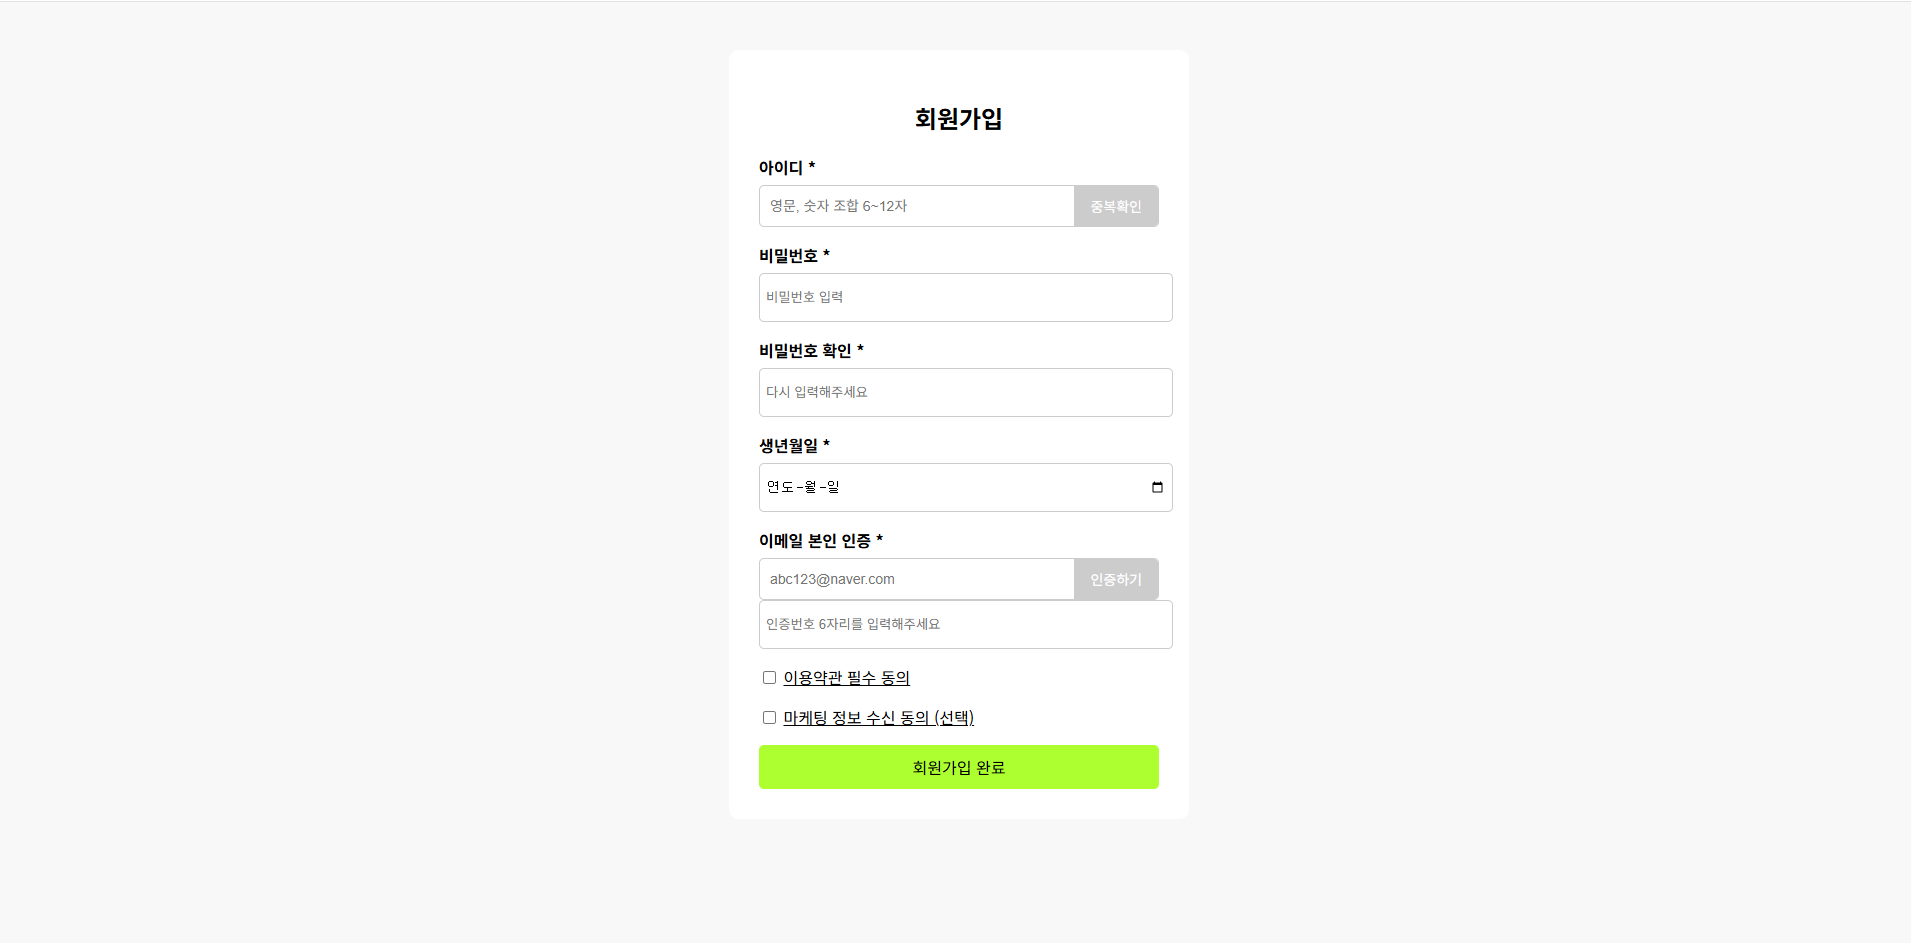 회원가입
아이디 *
영문, 숫자 조합 6~12자 중복확인
비밀번호 *
비밀번호 입력
비밀번호 확인 *
다시 입력해주세요
생년월일 *
연도-월-일
이메일 본인 인증 *
abc123@naver.com 인증하기
인증번호 6자리를 입력해주세요
이용약관 필수 동의
마케팅 정보 수신 동의 (선택)
회원가입 완료